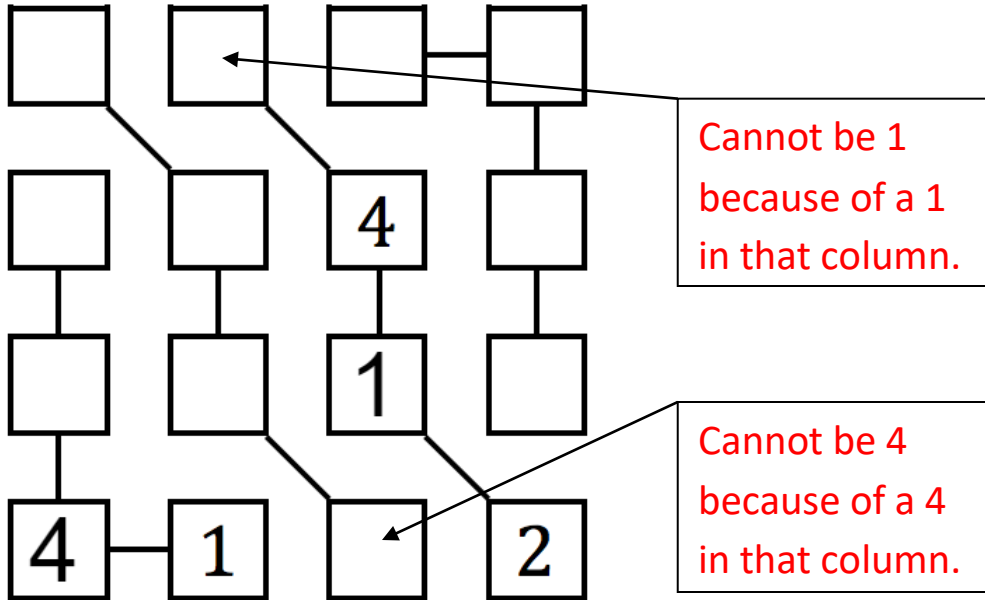 Cannot be 1
because of a 1
in that column.
4
1
Cannot be 4
because of a 4
in that column.
4 1 2